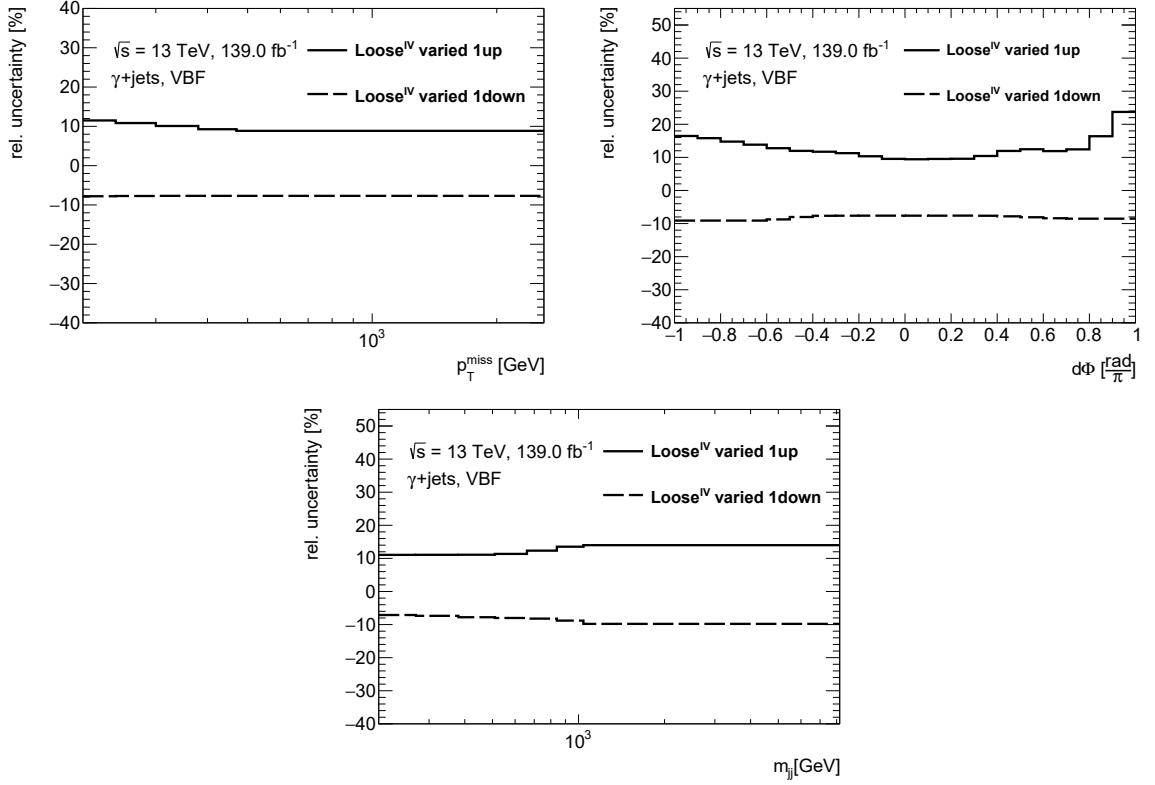 rel. uncertainty [%]
40
30
20
10
0
−10
−20
−30
−40
√s = 13 TeV, 139.0 fb⁻¹
γ+jets, VBF
Loose^IV varied 1up
Loose^IV varied 1down
10³
p_T^miss [GeV]
rel. uncertainty [%]
50
40
30
20
10
0
−10
−20
−30
−40
√s = 13 TeV, 139.0 fb⁻¹
γ+jets, VBF
Loose^IV varied 1up
Loose^IV varied 1down
−1 −0.8 −0.6 −0.4 −0.2 0 0.2 0.4 0.6 0.8 1
dΦ [rad/π]
rel. uncertainty [%]
50
40
30
20
10
0
−10
−20
−30
−40
√s = 13 TeV, 139.0 fb⁻¹
γ+jets, VBF
Loose^IV varied 1up
Loose^IV varied 1down
10³
m_jj[GeV]